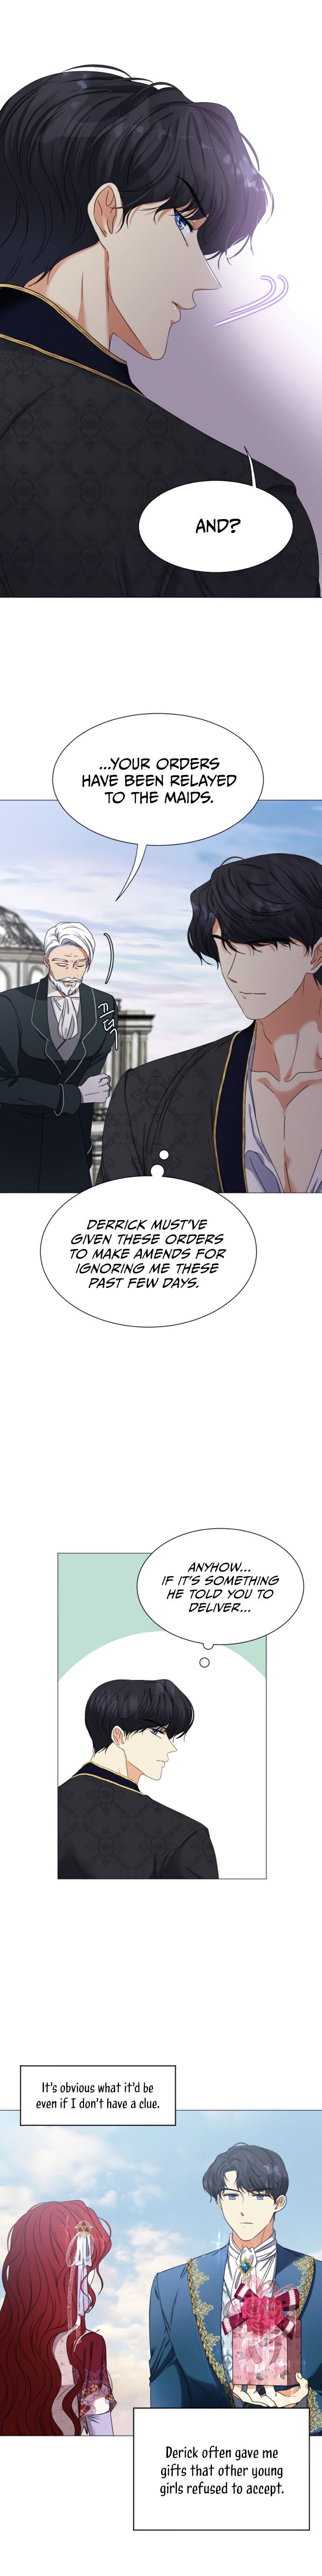 AND?
...YOUR ORDERS
HAVE BEEN RELAYED
TO THE MAIDS.
DERRICK MUST'VE
GIVEN THESE ORDERS
TO MAKE AMENDS FOR
IGNORING ME THESE
PAST FEW DAYS.
ANYHOW...
IF IT'S SOMETHING
HE TOLD YOU TO
DELIVER...
It's obvious what it'd be
even if I don't have a clue.
Derick often gave me
gifts that other young
girls refused to accept.